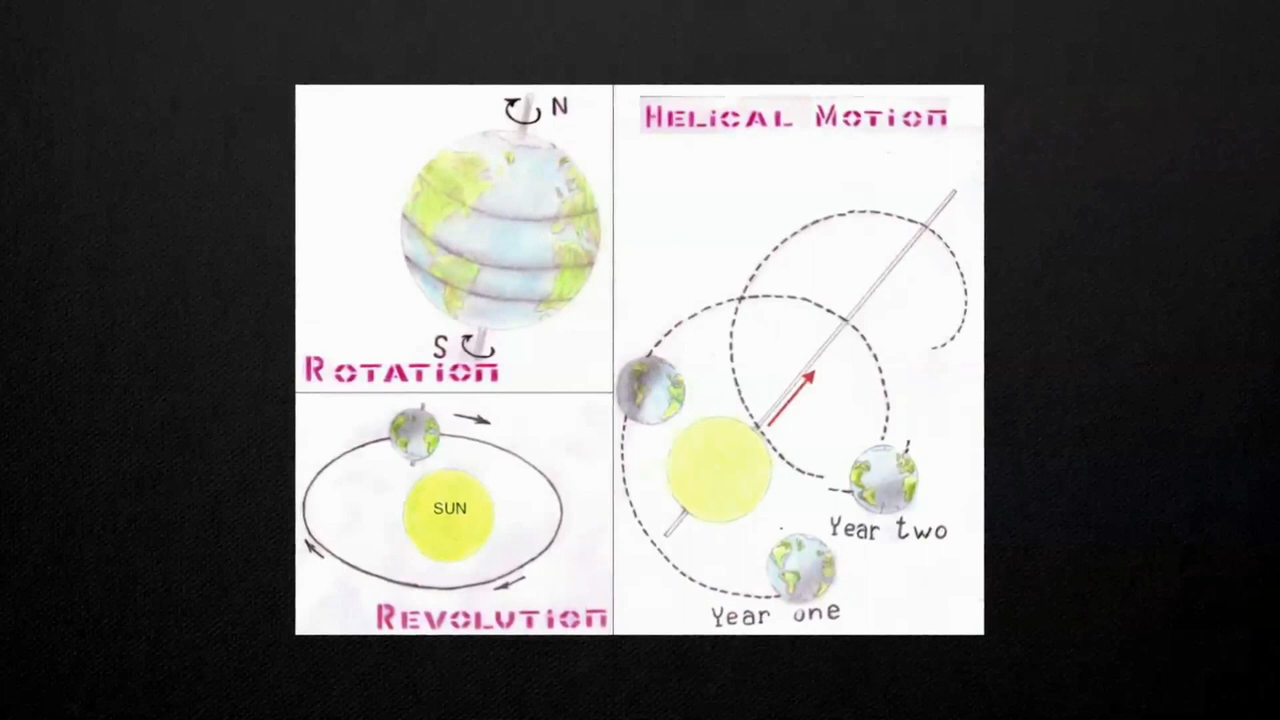 N
S
ROTATION
SUN
REVOLUTION
HELiCAL MOTiON
Year two
Year one